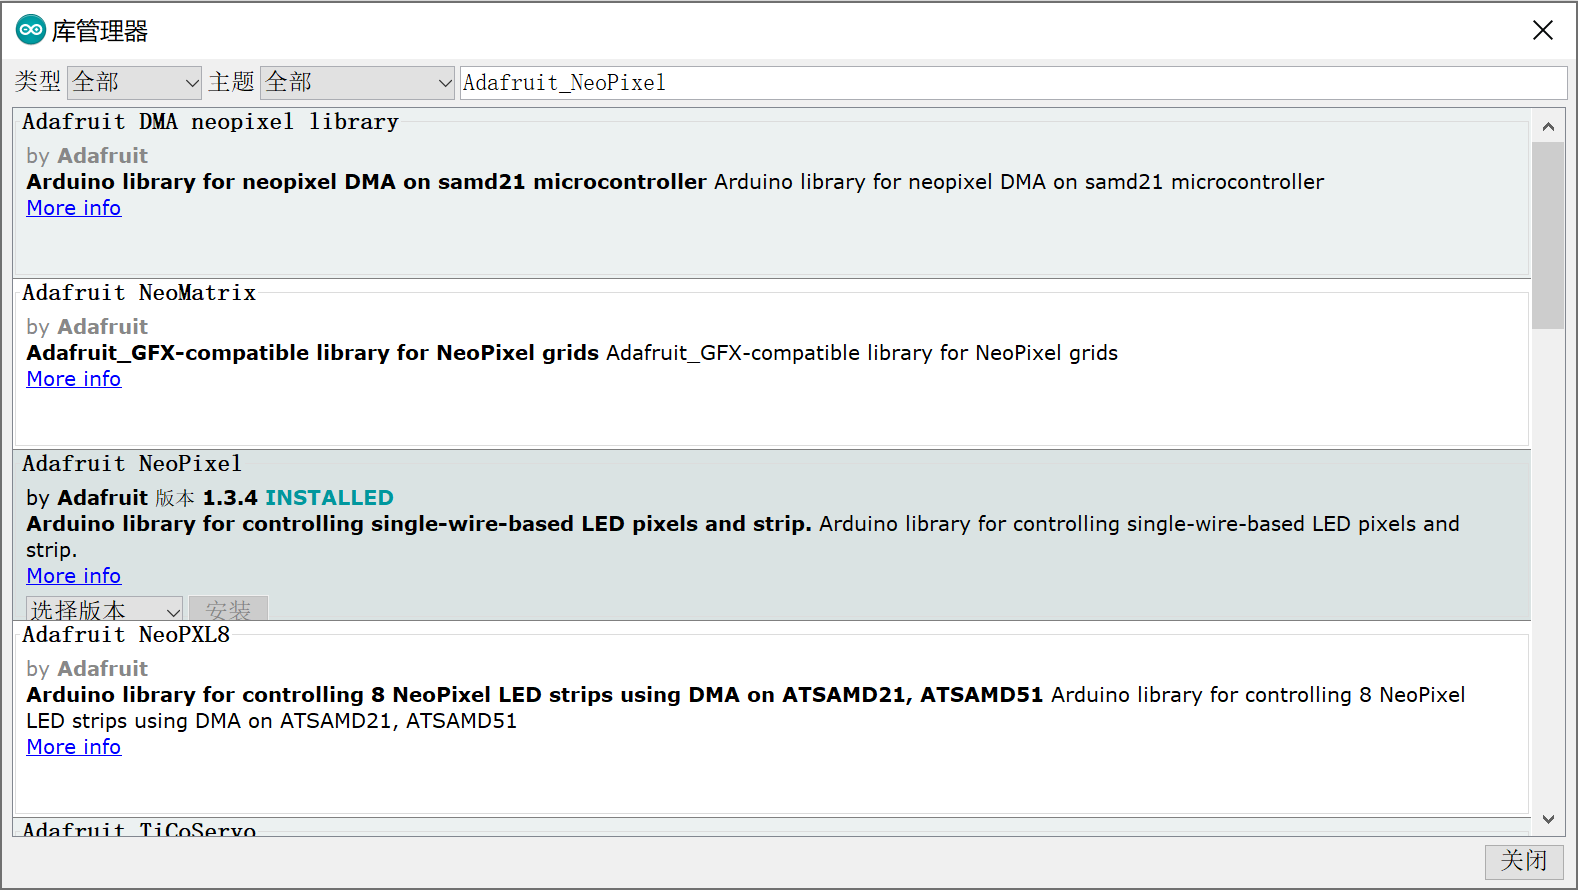 库管理器
类型 全部 主题 全部 Adafruit_NeoPixel
Adafruit DMA neopixel library
by Adafruit
Arduino library for neopixel DMA on samd21 microcontroller Arduino library for neopixel DMA on samd21 microcontroller
More info
Adafruit NeoMatrix
by Adafruit
Adafruit_GFX-compatible library for NeoPixel grids Adafruit_GFX-compatible library for NeoPixel grids
More info
Adafruit NeoPixel
by Adafruit 版本 1.3.4 INSTALLED
Arduino library for controlling single-wire-based LED pixels and strip. Arduino library for controlling single-wire-based LED pixels and
strip.
More info
选择版本 安装
Adafruit NeoPXL8
by Adafruit
Arduino library for controlling 8 NeoPixel LED strips using DMA on ATSAMD21, ATSAMD51 Arduino library for controlling 8 NeoPixel
LED strips using DMA on ATSAMD21, ATSAMD51
More info
Adafruit TiCoServo
关闭